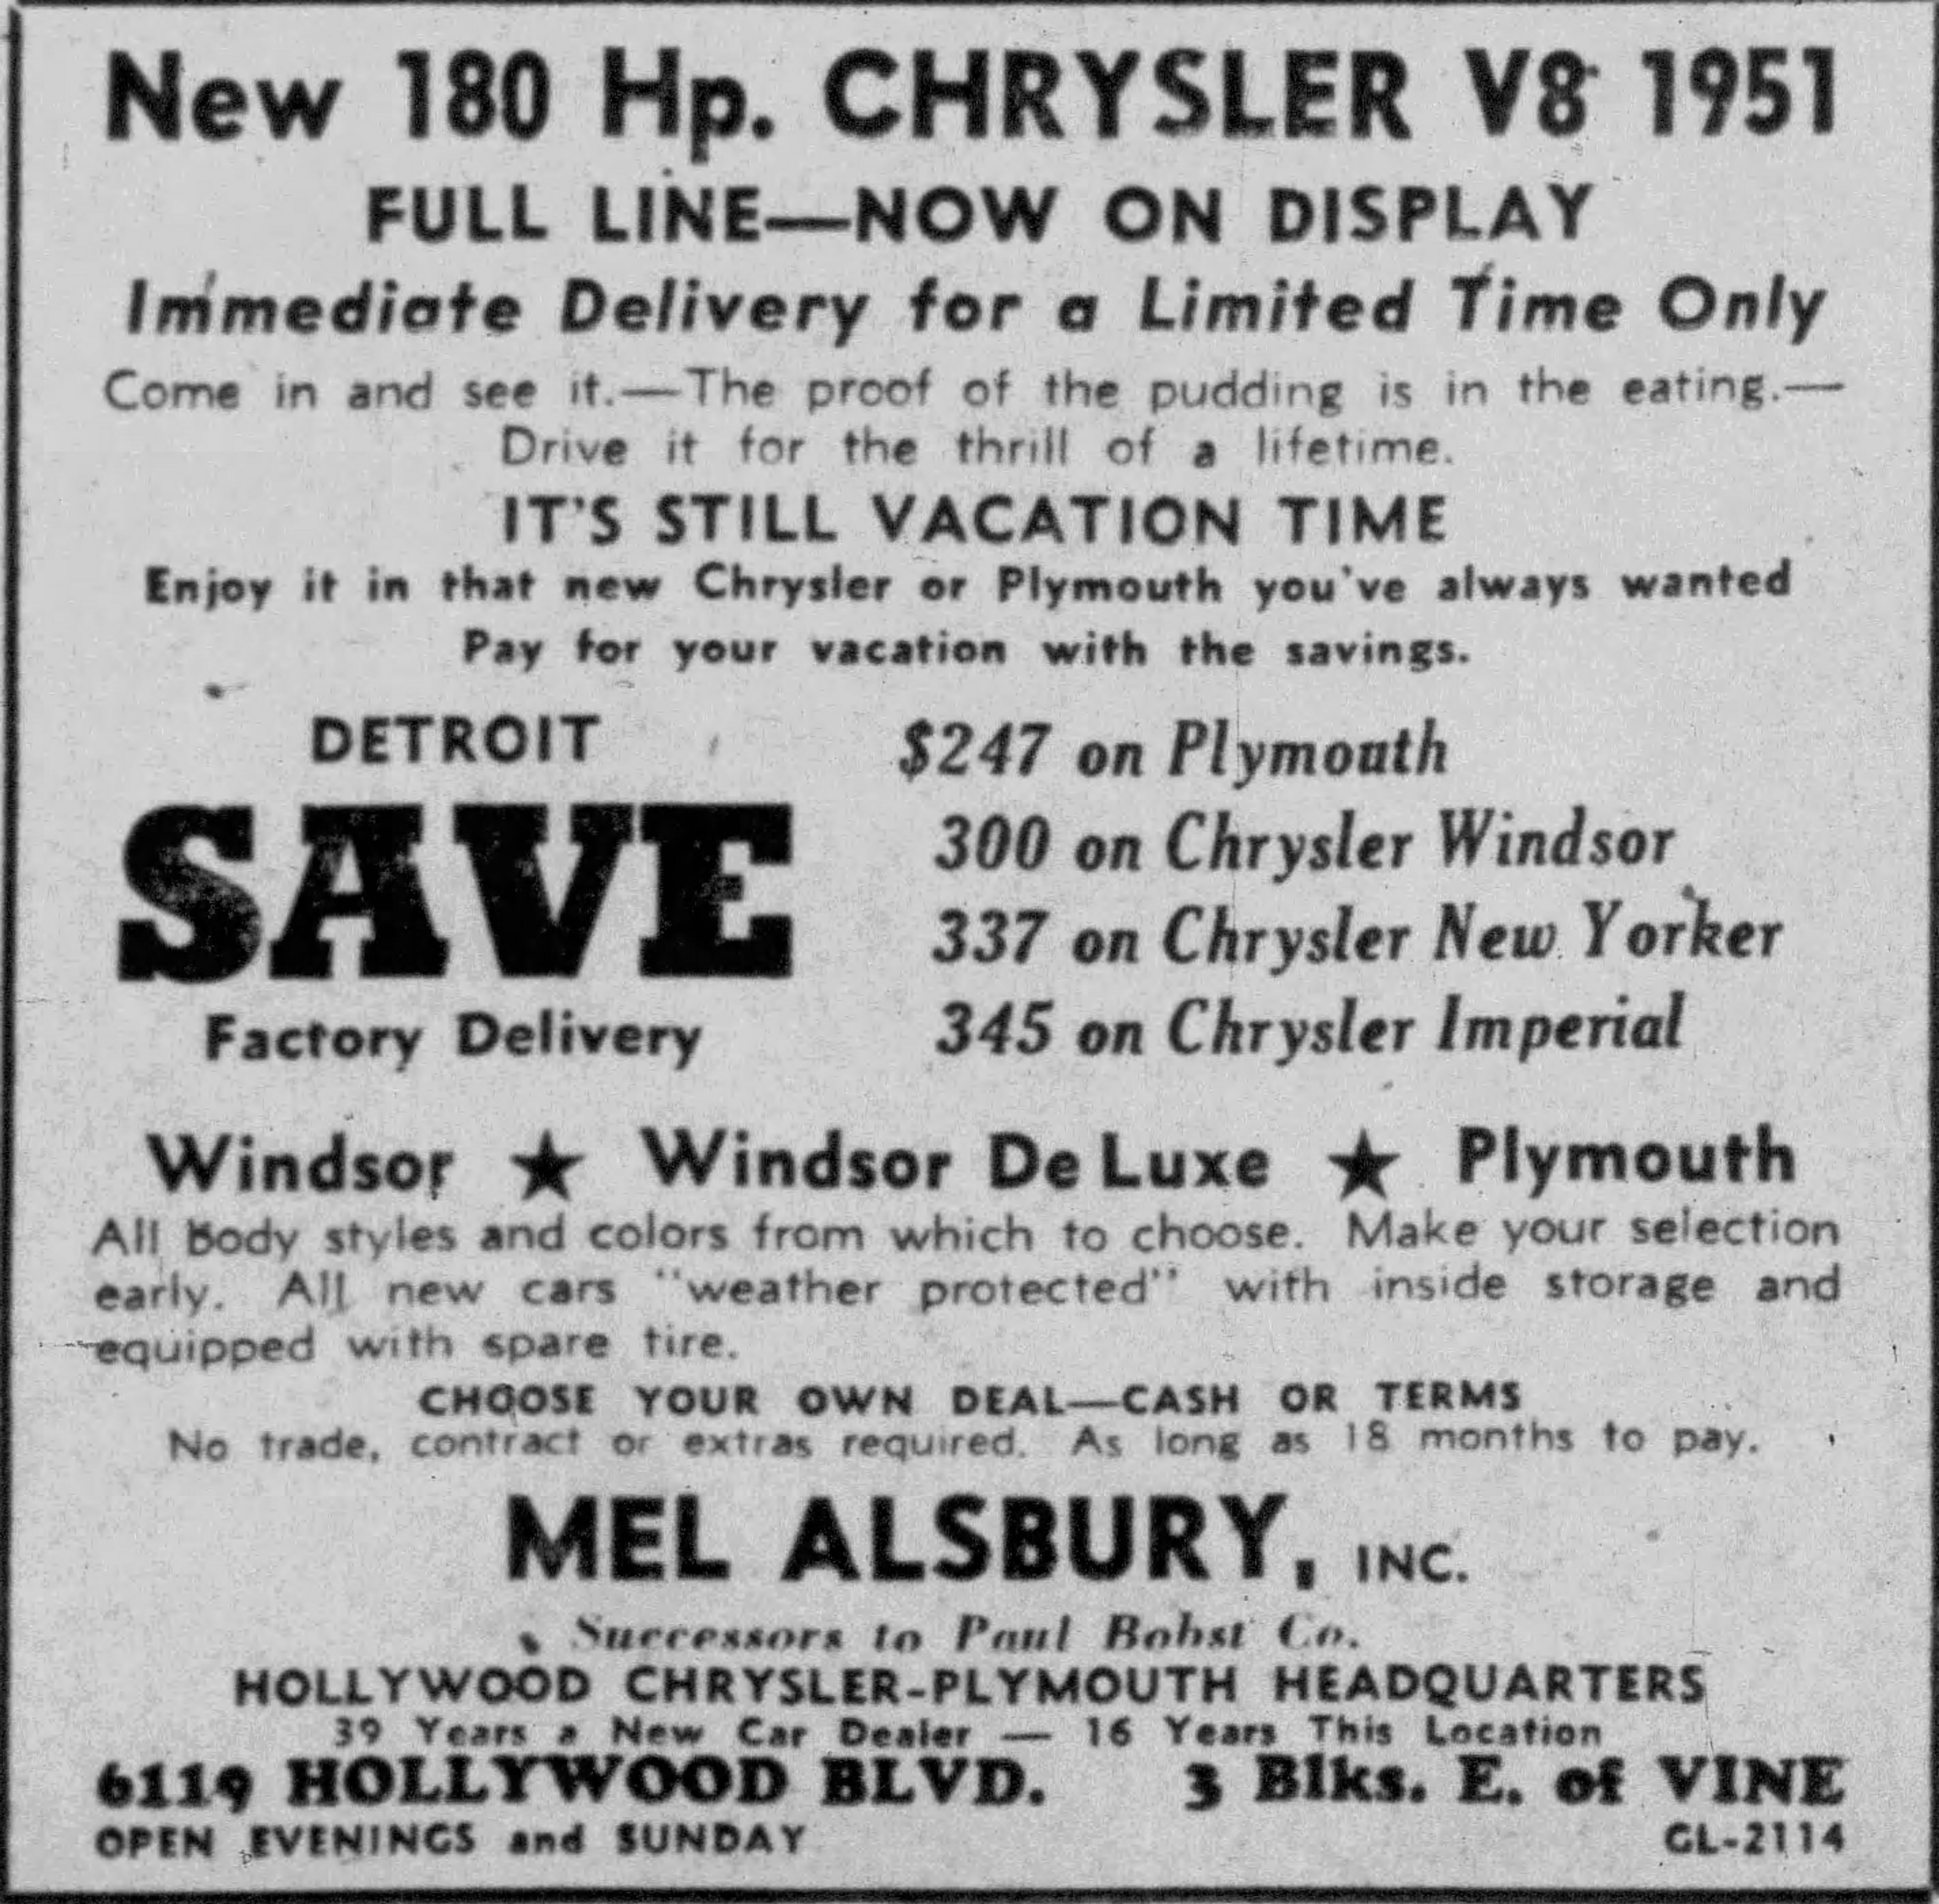 New 180 Hp. CHRYSLER V8 1951
FULL LINE—NOW ON DISPLAY
Immediate Delivery for a Limited Time Only
Come in and see it.—The proof of the pudding is in the eating.—
Drive it for the thrill of a lifetime.
IT'S STILL VACATION TIME
Enjoy it in that new Chrysler or Plymouth you've always wanted
Pay for your vacation with the savings.
DETROIT
SAVE
Factory Delivery
$247 on Plymouth
300 on Chrysler Windsor
337 on Chrysler New Yorker
345 on Chrysler Imperial
Windsor ★ Windsor De Luxe ★ Plymouth
All Body styles and colors from which to choose. Make your selection
early. All new cars "weather protected" with inside storage and
equipped with spare tire.
CHOOSE YOUR OWN DEAL—CASH OR TERMS
No trade, contract or extras required. As long as 18 months to pay.
MEL ALSBURY, INC.
Successors to Paul Bobst Co.
HOLLYWOOD CHRYSLER-PLYMOUTH HEADQUARTERS
39 Years a New Car Dealer — 16 Years This Location
6119 HOLLYWOOD BLVD. 3 Blks. E. of VINE
OPEN EVENINGS and SUNDAY GL-2114